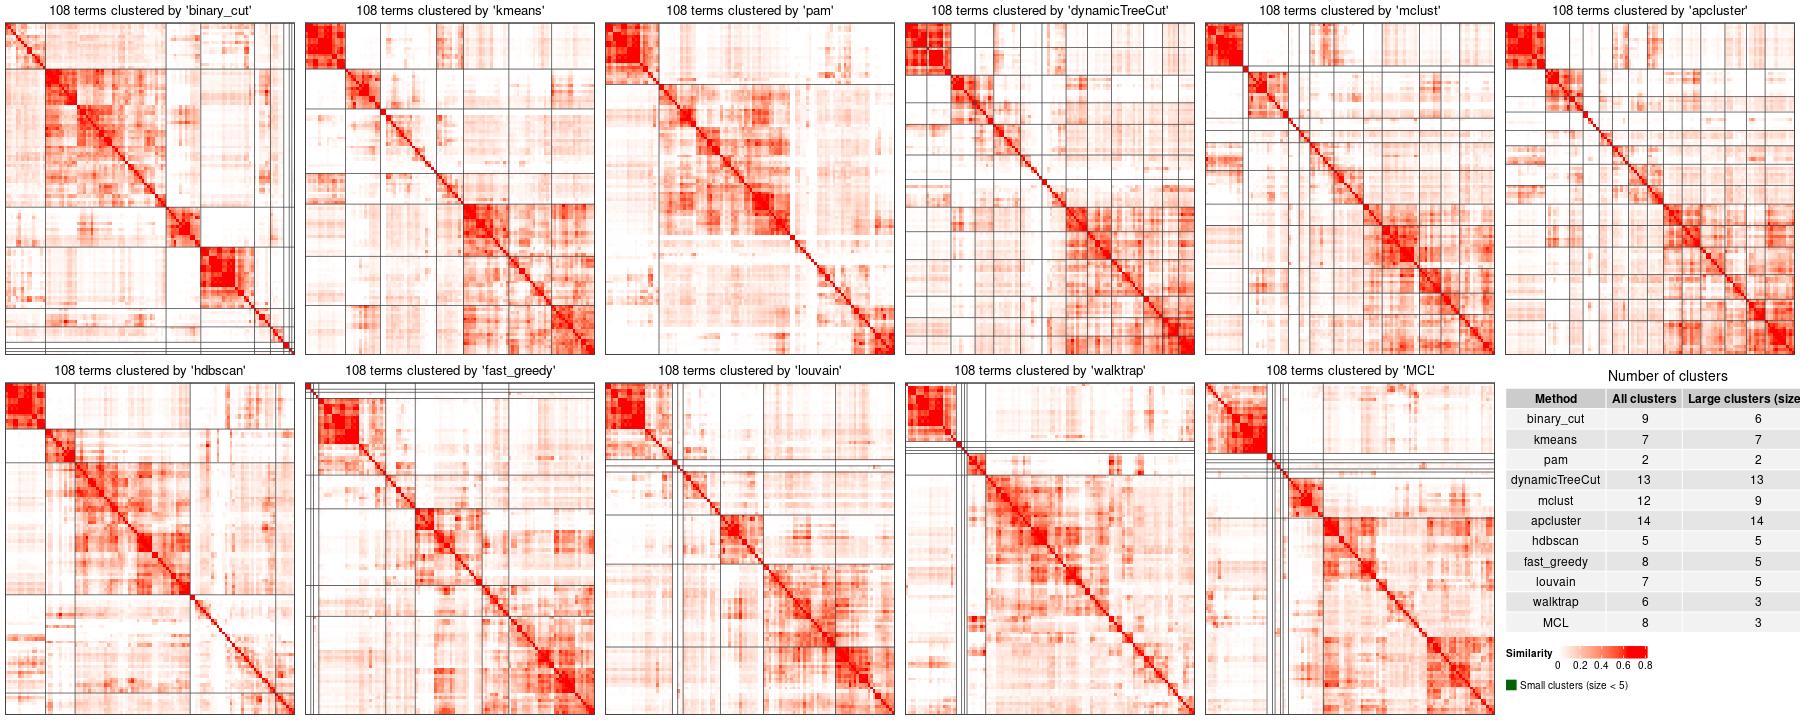 108 terms clustered by 'binary_cut'
108 terms clustered by 'kmeans'
108 terms clustered by 'pam'
108 terms clustered by 'dynamicTreeCut'
108 terms clustered by 'mclust'
108 terms clustered by 'apcluster'
108 terms clustered by 'hdbscan'
108 terms clustered by 'fast_greedy'
108 terms clustered by 'louvain'
108 terms clustered by 'walktrap'
108 terms clustered by 'MCL'
Number of clusters
Method All clusters Large clusters (size
binary_cut 9 6
kmeans 7 7
pam 2 2
dynamicTreeCut 13 13
mclust 12 9
apcluster 14 14
hdbscan 5 5
fast_greedy 8 5
louvain 7 5
walktrap 6 3
MCL 8 3
Similarity
0 0.2 0.4 0.6 0.8
Small clusters (size < 5)